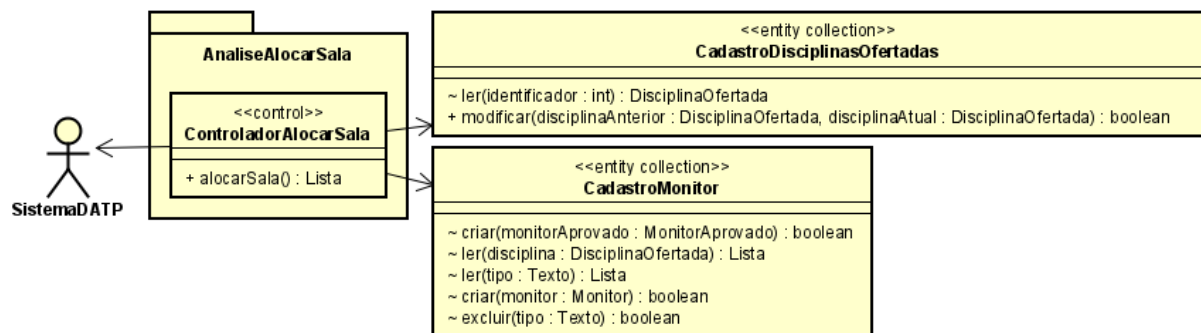 AnaliseAlocarSala
<<control>>
ControladorAlocarSala
+ alocarSala() : Lista
SistemaDATP
<<entity collection>>
CadastroDisciplinasOfertadas
~ ler(identificador : int) : DisciplinaOfertada
+ modificar(disciplinaAnterior : DisciplinaOfertada, disciplinaAtual : DisciplinaOfertada) : boolean
<<entity collection>>
CadastroMonitor
~ criar(monitorAprovado : MonitorAprovado) : boolean
~ ler(disciplina : DisciplinaOfertada) : Lista
~ ler(tipo : Texto) : Lista
~ criar(monitor : Monitor) : boolean
~ excluir(tipo : Texto) : boolean